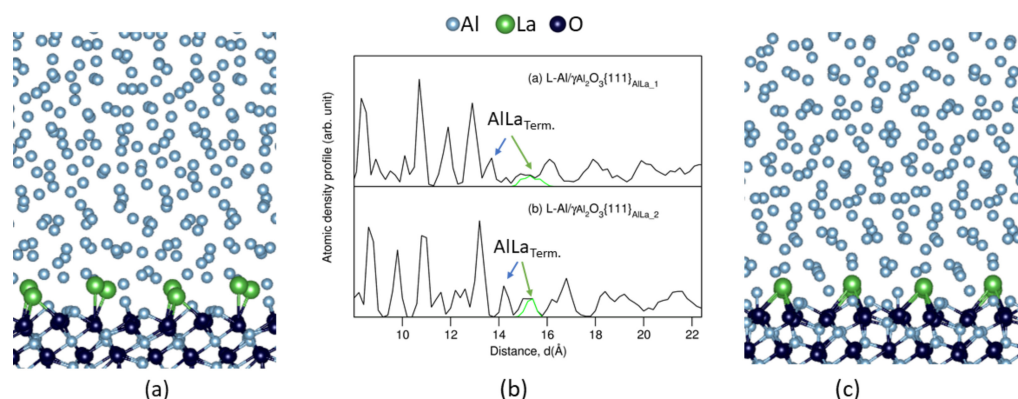 Al La O
Atomic density profile (arb. unit)
(a) L-Al/γAl₂O₃{111}AlLa_1
AlLaTerm.
(b) L-Al/γAl₂O₃{111}AlLa_2
AlLaTerm.
10 12 14 16 18 20 22
Distance, d(Å)
(a) (b) (c)